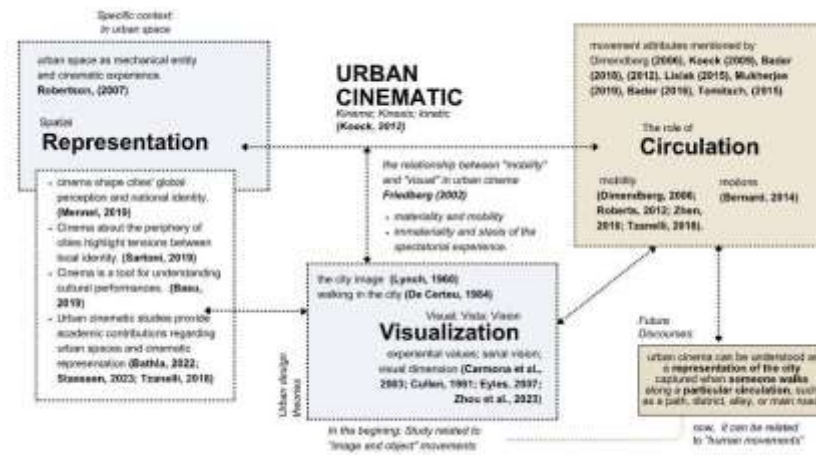 Specific context:
In urban space
urban space as mechanical entity
and cinematic experience.
Robertson, (2007)
Spatial
Representation
cinema shape cities' global
perception and national identity.
(Mennel, 2019)
Cinema about the periphery of
cities highlight tensions between
local identity. (Sartoni, 2019)
Cinema is a tool for understanding
cultural performances. (Basu,
2019)
Urban cinematic studies provide
academic contributions regarding
urban spaces and cinematic
representation (Bathla, 2022;
2023; Tzanelli, 2018)
URBAN
CINEMATIC
Kinema; Kinesis; kinetic
(Koeck, 2012)
the relationship between "mobility"
and "visual" in urban cinema
Friedberg (2002)
materiality and mobility
immateriality and stasis of the
spectatorial experience.
movement attributes mentioned by
Dimendberg (2006), Koeck (2009), Bader
(2010), (2012), Lisiak (2015), Mukherjee
(2019), Bader (2016), Tomitsch, (2015)
The role of
Circulation
mobility
(Dimendberg, 2006;
Roberts, 2012; Zhen,
2010; Tzanelli, 2018).
motions
(Bernard, 2014)
the city image (Lynch, 1960)
walking in the city (De Certeu, 1984)
Visual; Vista; Vision
Visualization
experiential values; serial vision;
visual dimension (Carmona et al.,
2003; Cullen, 1961; Eyles, 2007;
Zhou et al., 2023)
Urban design
theories
In the begining: Study related to
"image and object" movements
Future
Discourses
urban cinema can be understood as
a representation of the city
captured when someone walks
along a particular circulation, such
as a path, district, alley, or main road.
now, it can be related
to "human movements"